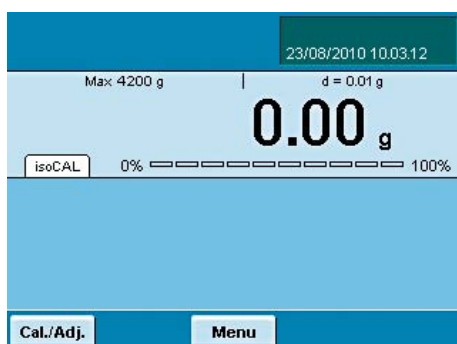 23/08/2010 10.03.12
Max 4200 g | d = 0.01 g
0.00 g
isoCAL 0% 100%
Cal./Adj. Menu